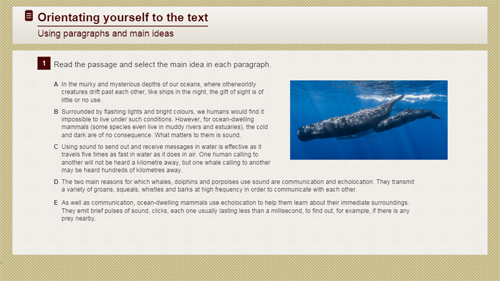 Orientating yourself to the text
Using paragraphs and main ideas
1 Read the passage and select the main idea in each paragraph.
A In the murky and mysterious depths of our oceans, where otherworldly
creatures drift past each other, like ships in the night, the gift of sight is of
little or no use.
B Surrounded by flashing lights and bright colours, we humans would find it
impossible to live under such conditions. However, for ocean-dwelling
mammals (some species even live in muddy rivers and estuaries), the cold
and dark are of no consequence. What matters to them is sound.
C Using sound to send out and receive messages in water is effective as it
travels five times as fast in water as it does in air. One human calling to
another will not be heard a kilometre away, but one whale calling to another
may be heard hundreds of kilometres away.
D The two main reasons for which whales, dolphins and porpoises use sound are communication and echolocation. They transmit
a variety of groans, squeals, whistles and barks at high frequency in order to communicate with each other.
E As well as communication, ocean-dwelling mammals use echolocation to help them learn about their immediate surroundings.
They emit brief pulses of sound, clicks, each one usually lasting less than a millisecond, to find out, for example, if there is any
prey nearby.